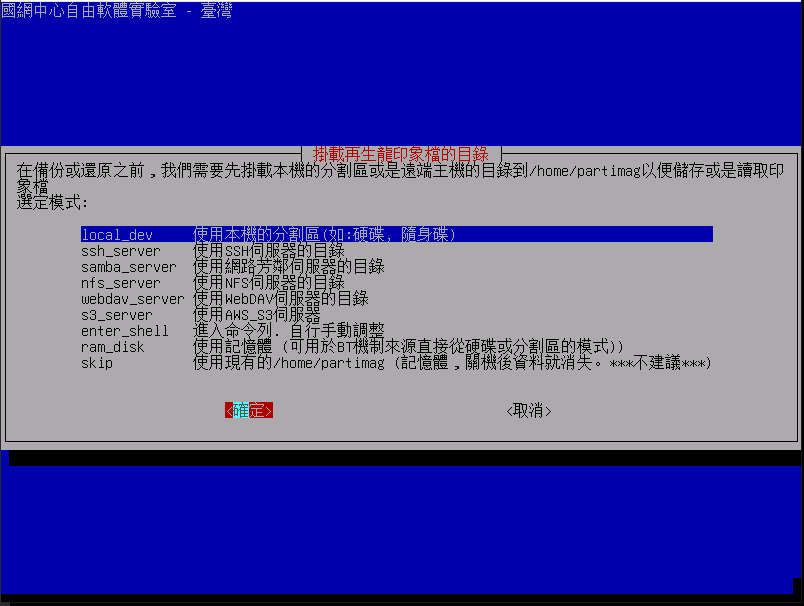 國網中心自由軟體實驗室 - 臺灣
掛載再生龍印象檔的目錄
在備份或還原之前,我們需要先掛載本機的分割區或是遠端主機的目錄到/home/partimag以便儲存或是讀取印
象檔
選定模式:
local_dev 使用本機的分割區(如:硬碟, 隨身碟)
ssh_server 使用SSH伺服器的目錄
samba_server 使用網路芳鄰伺服器的目錄
nfs_server 使用NFS伺服器的目錄
webdav_server 使用WebDAV伺服器的目錄
s3_server 使用AWS_S3伺服器
enter_shell 進入命令列. 自行手動調整
ram_disk 使用記憶體 (可用於BT機制來源直接從硬碟或分割區的模式))
skip 使用現有的/home/partimag (記憶體,關機後資料就消失。***不建議***)
<確定> <取消>